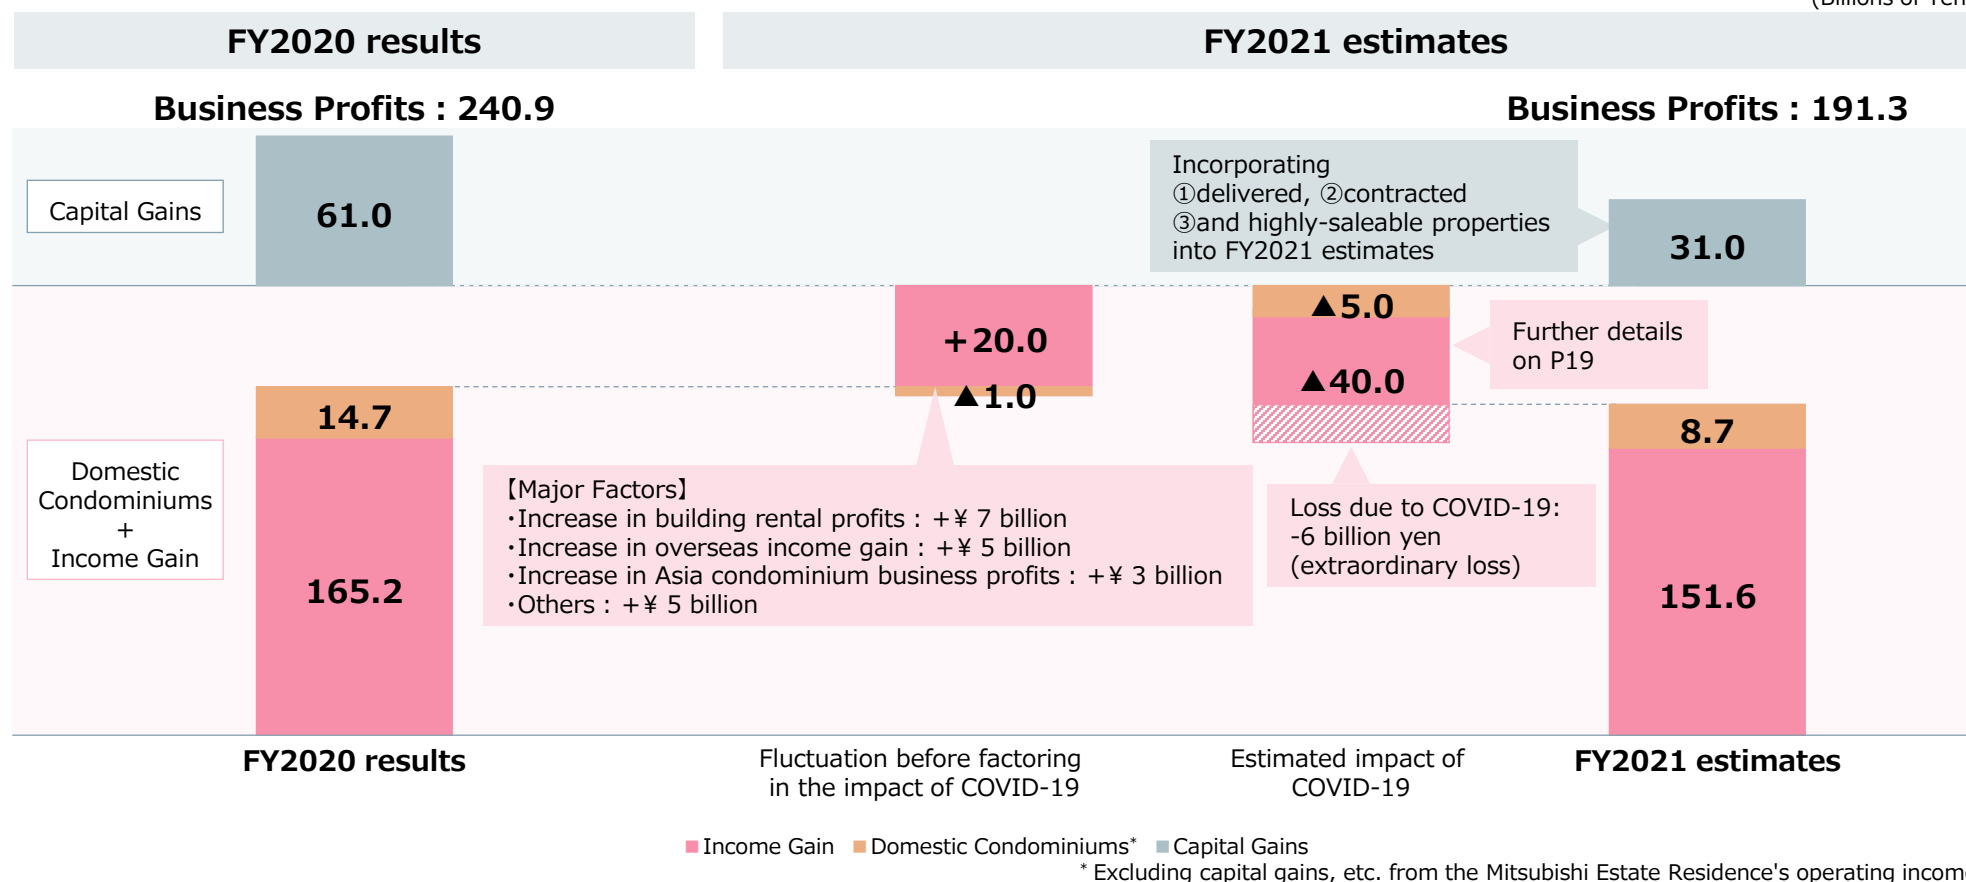 (Billions of Yen
FY2020 results
FY2021 estimates
Business Profits : 240.9
Business Profits : 191.3
Capital Gains
61.0
Incorporating
①delivered, ②contracted
③and highly-saleable properties
into FY2021 estimates
31.0
+20.0
▲1.0
▲5.0
▲40.0
Further details
on P19
14.7
8.7
Domestic
Condominiums
+
Income Gain
165.2
【Major Factors】
・Increase in building rental profits : +¥ 7 billion
・Increase in overseas income gain : +¥ 5 billion
・Increase in Asia condominium business profits : +¥ 3 billion
・Others : +¥ 5 billion
Loss due to COVID-19:
-6 billion yen
(extraordinary loss)
151.6
FY2020 results
Fluctuation before factoring
in the impact of COVID-19
Estimated impact of
COVID-19
FY2021 estimates
Income Gain
Domestic Condominiums*
Capital Gains
* Excluding capital gains, etc. from the Mitsubishi Estate Residence's operating income